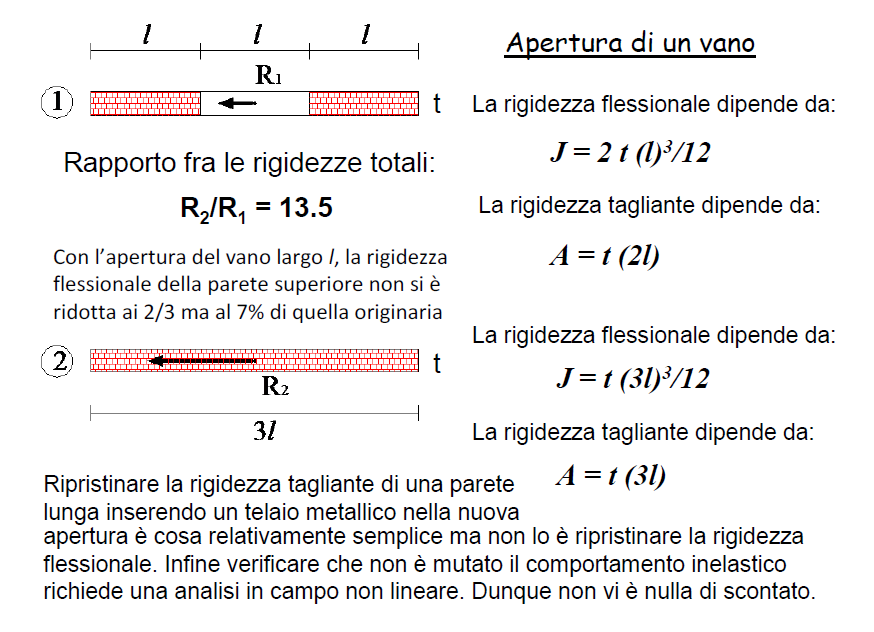 l l l
R1
1 t
Rapporto fra le rigidezze totali:
R2/R1 = 13.5
Con l’apertura del vano largo l, la rigidezza
flessionale della parete superiore non si è
ridotta ai 2/3 ma al 7% di quella originaria
2 t
R2
3l
Apertura di un vano
La rigidezza flessionale dipende da:
J = 2 t (l)³/12
La rigidezza tagliante dipende da:
A = t (2l)
La rigidezza flessionale dipende da:
J = t (3l)³/12
La rigidezza tagliante dipende da:
A = t (3l)
Ripristinare la rigidezza tagliante di una parete
lunga inserendo un telaio metallico nella nuova
apertura è cosa relativamente semplice ma non lo è ripristinare la rigidezza
flessionale. Infine verificare che non è mutato il comportamento inelastico
richiede una analisi in campo non lineare. Dunque non vi è nulla di scontato.